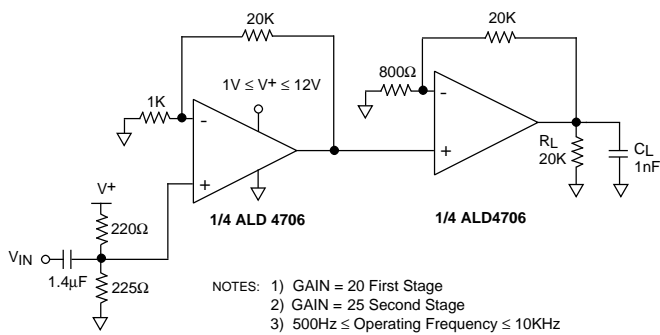 20K
20K
1V ≤ V+ ≤ 12V
800Ω
1K
-
-
+
+
RL
20K
CL
1nF
V+
220Ω
1/4 ALD 4706
1/4 ALD4706
VIN
1.4µF
225Ω
NOTES: 1) GAIN = 20 First Stage
2) GAIN = 25 Second Stage
3) 500Hz ≤ Operating Frequency ≤ 10KHz